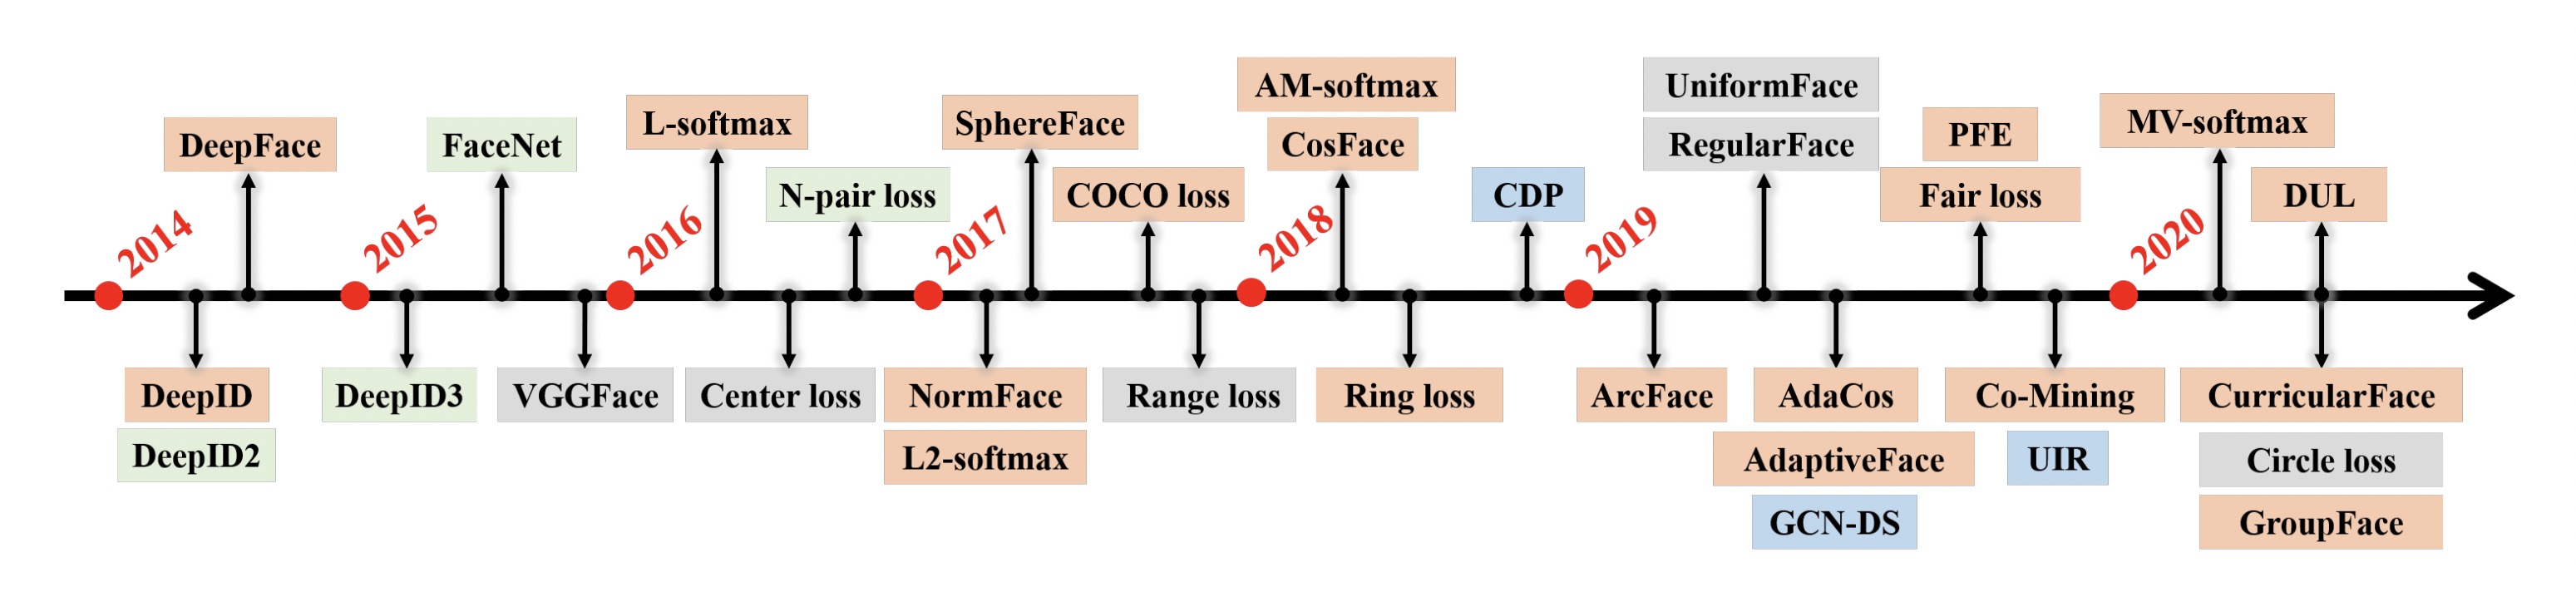 2014
DeepFace
DeepID
DeepID2
2015
DeepID3
FaceNet
VGGFace
2016
L-softmax
Center loss
N-pair loss
2017
NormFace
L2-softmax
SphereFace
COCO loss
Range loss
2018
AM-softmax
CosFace
Ring loss
CDP
2019
ArcFace
UniformFace
RegularFace
AdaCos
AdaptiveFace
GCN-DS
PFE
Fair loss
Co-Mining
UIR
2020
MV-softmax
DUL
CurricularFace
Circle loss
GroupFace